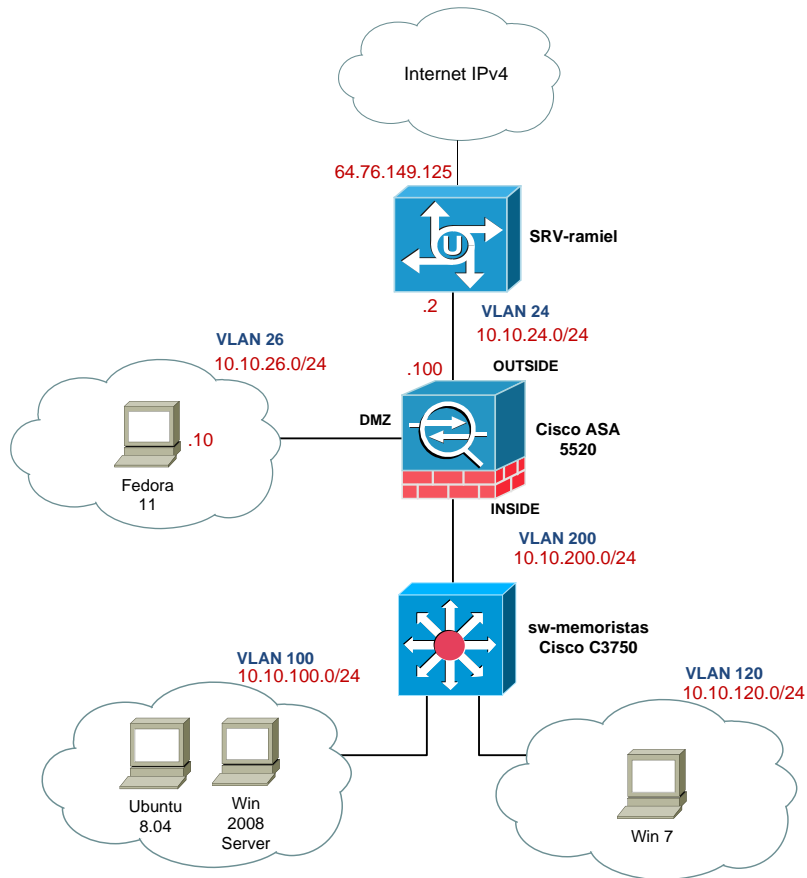 Internet IPv4
64.76.149.125
U
SRV-ramiel
.2
VLAN 24
10.10.24.0/24
VLAN 26
10.10.26.0/24
.100
OUTSIDE
DMZ
Cisco ASA
5520
.10
Fedora
11
INSIDE
VLAN 200
10.10.200.0/24
sw-memoristas
Cisco C3750
VLAN 100
10.10.100.0/24
VLAN 120
10.10.120.0/24
Ubuntu
8.04
Win
2008
Server
Win 7